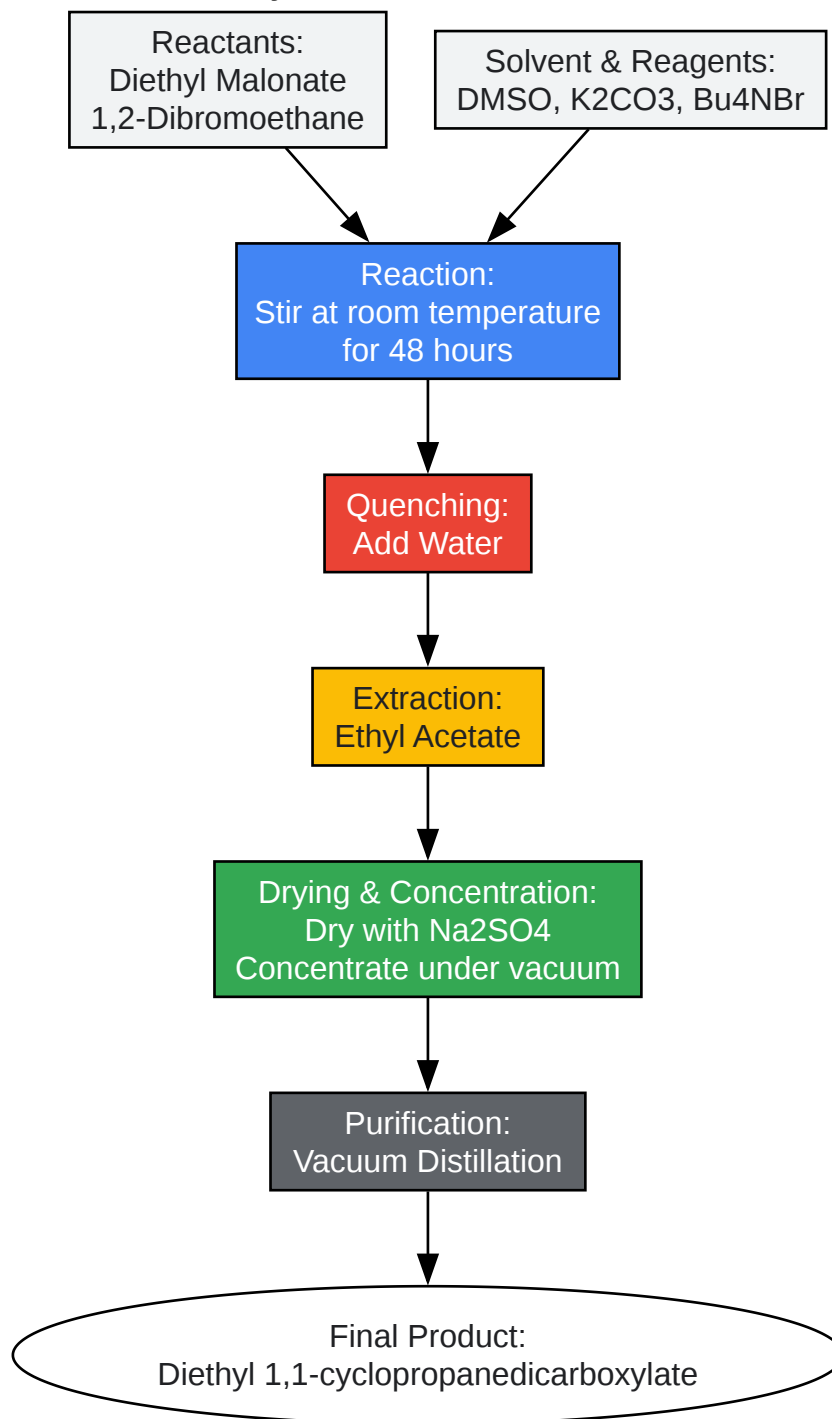 Reactants:
Diethyl Malonate
1,2-Dibromoethane
Solvent & Reagents:
DMSO, K2CO3, Bu4NBr
Reaction:
Stir at room temperature
for 48 hours
Quenching:
Add Water
Extraction:
Ethyl Acetate
Drying & Concentration:
Dry with Na2SO4
Concentrate under vacuum
Purification:
Vacuum Distillation
Final Product:
Diethyl 1,1-cyclopropanedicarboxylate